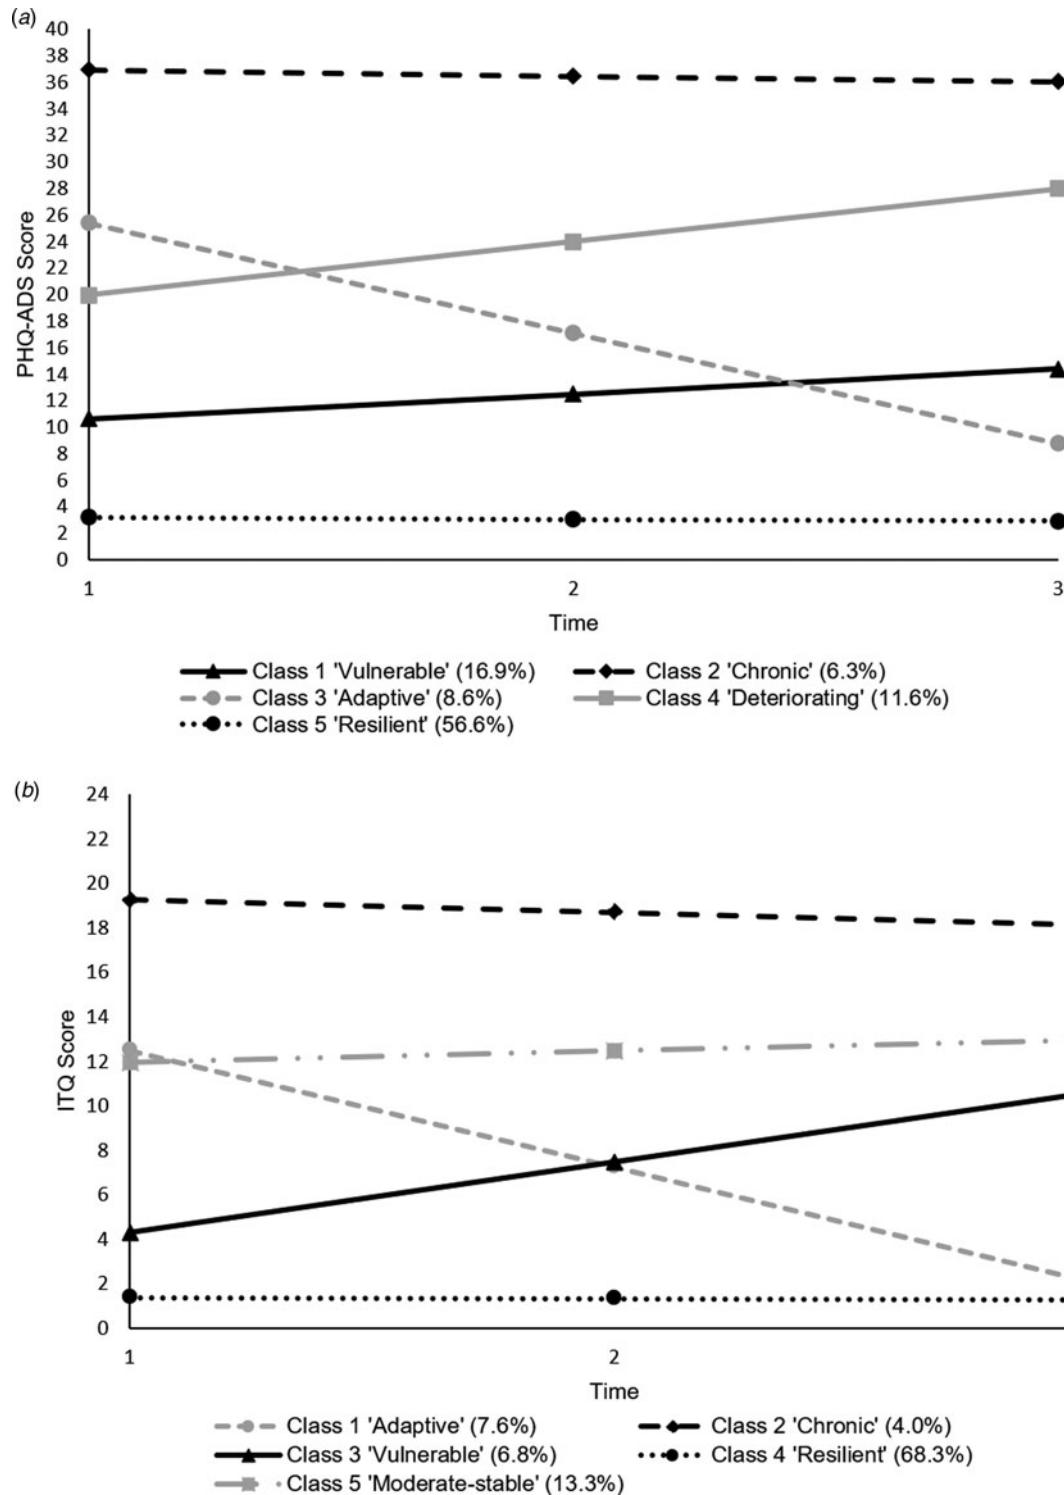 (a)
40
38
36
34
32
30
28
26
24
22
20
18
16
14
12
10
8
6
4
2
0
PHQ-ADS Score
1 2 3
Time
Class 1 'Vulnerable' (16.9%) Class 2 'Chronic' (6.3%)
Class 3 'Adaptive' (8.6%) Class 4 'Deteriorating' (11.6%)
Class 5 'Resilient' (56.6%)
(b)
24
22
20
18
16
14
12
10
8
6
4
2
0
ITQ Score
1 2
Time
Class 1 'Adaptive' (7.6%) Class 2 'Chronic' (4.0%)
Class 3 'Vulnerable' (6.8%) Class 4 'Resilient' (68.3%)
Class 5 'Moderate-stable' (13.3%)